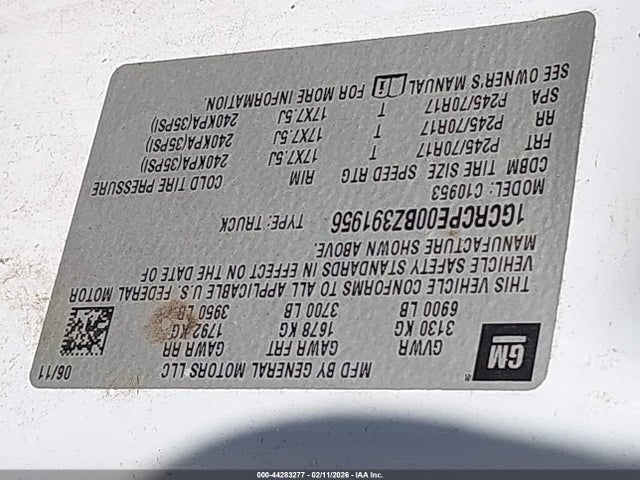 GM
MFD BY GENERAL MOTORS LLC 06/11
GVWR GAWR FRT GAWR RR
3130 KG 1678 KG 1792 KG
6900 LB 3700 LB 3950 LB
THIS VEHICLE CONFORMS TO ALL APPLICABLE U.S. FEDERAL MOTOR
VEHICLE SAFETY STANDARDS IN EFFECT ON THE DATE OF
MANUFACTURE SHOWN ABOVE.
1GCRCPE00BZ391956 TYPE: TRUCK
MODEL: C10953
CDBM TIRE SIZE SPEED RTG RIM COLD TIRE PRESSURE
FRT P245/70R17 T 17X7.5J 240KPA(35PSI)
RR P245/70R17 T 17X7.5J 240KPA(35PSI)
SPA P245/70R17 T 17X7.5J 240KPA(35PSI)
SEE OWNER'S MANUAL FOR MORE INFORMATION.
000-44283277 - 02/11/2026 - IAA Inc.